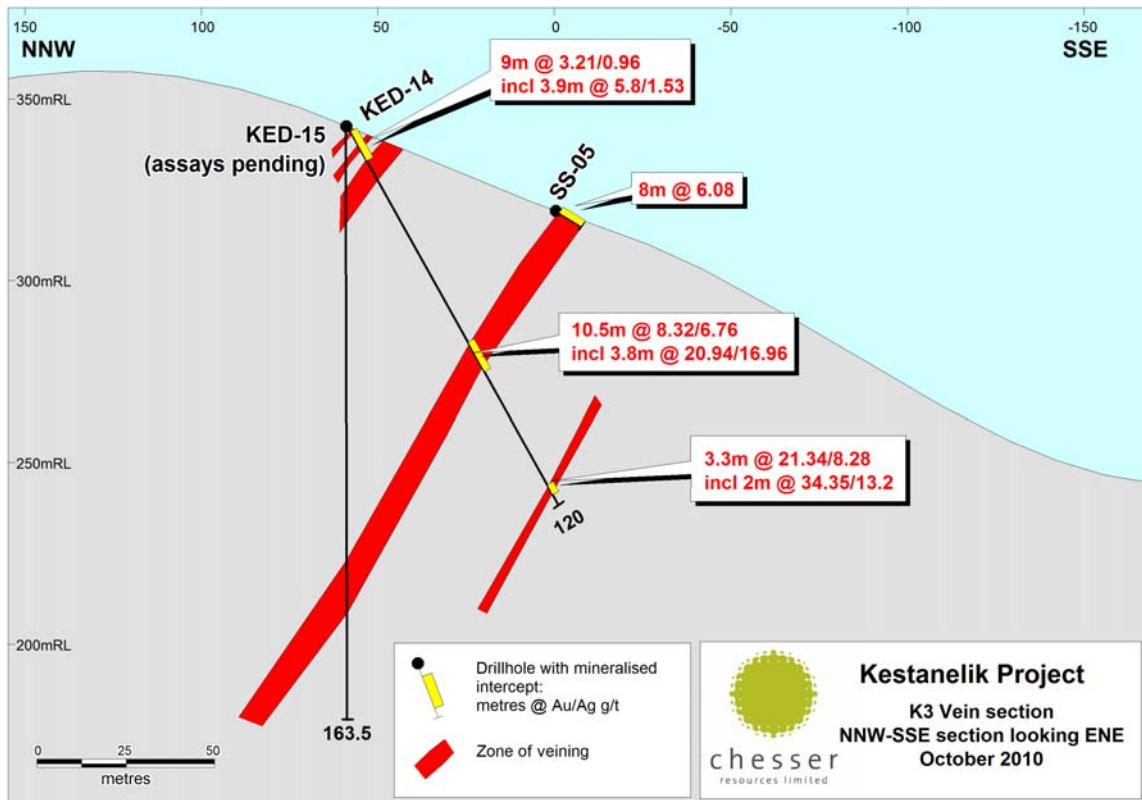 150
100
50
0
-50
-100
-150
NNW
SSE
9m @ 3.21/0.96
incl 3.9m @ 5.8/1.53
350mRL
KED-14
KED-15
(assays pending)
SS-05
8m @ 6.08
300mRL
10.5m @ 8.32/6.76
incl 3.8m @ 20.94/16.96
250mRL
3.3m @ 21.34/8.28
incl 2m @ 34.35/13.2
120
200mRL
163.5
0 25 50
metres
Drillhole with mineralised
intercept:
metres @ Au/Ag g/t
Zone of veining
chesser
resources limited
Kestanelik Project
K3 Vein section
NNW-SSE section looking ENE
October 2010